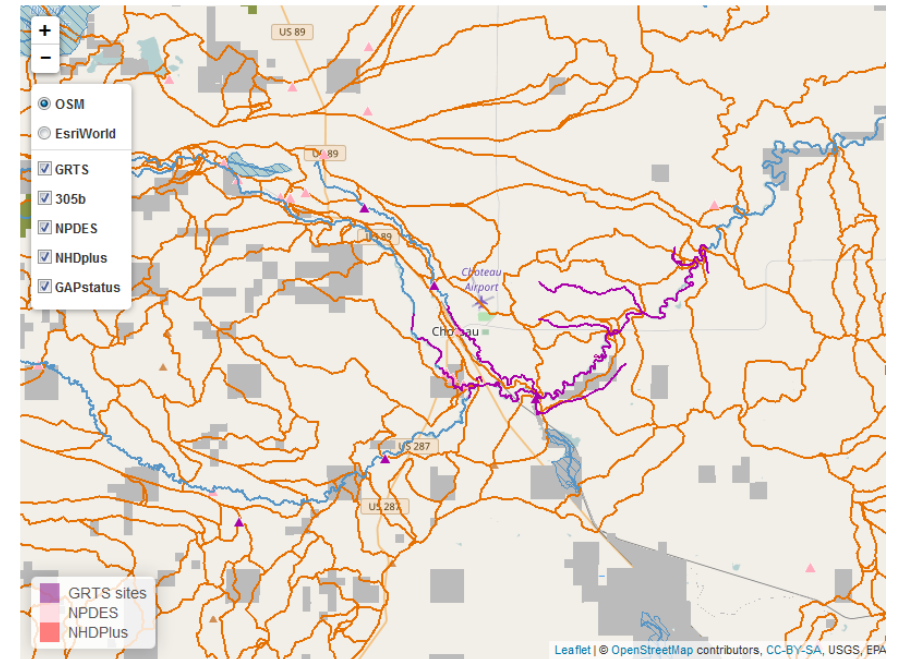 +
US 89
−
OSM
EsriWorld
US 89
GRTS
305b
NPDES
US 89
NHDplus
Choteau
Airport
GAPstatus
Choteau
US 287
US 287
GRTS sites
NPDES
NHDPlus
Leaflet | © OpenStreetMap contributors, CC-BY-SA, USGS, EPA